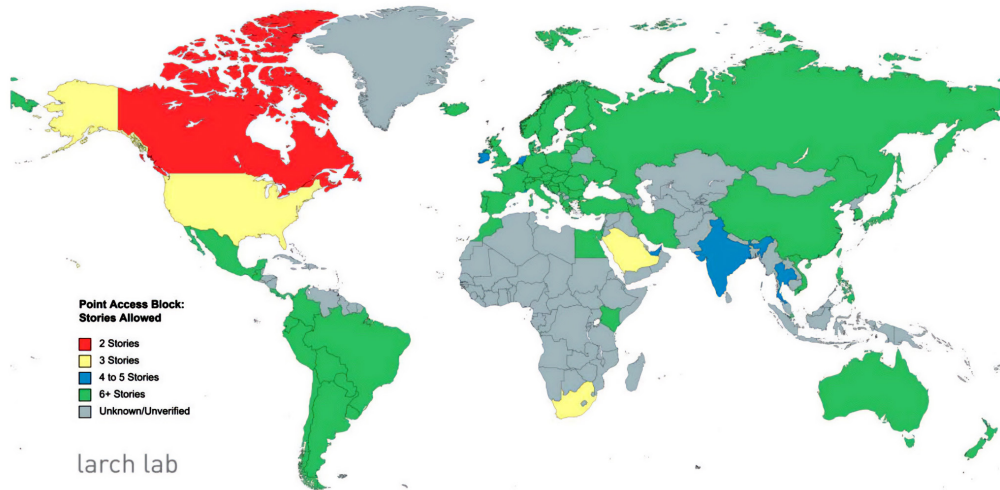 Point Access Block:
Stories Allowed
2 Stories
3 Stories
4 to 5 Stories
6+ Stories
Unknown/Unverified
larch lab